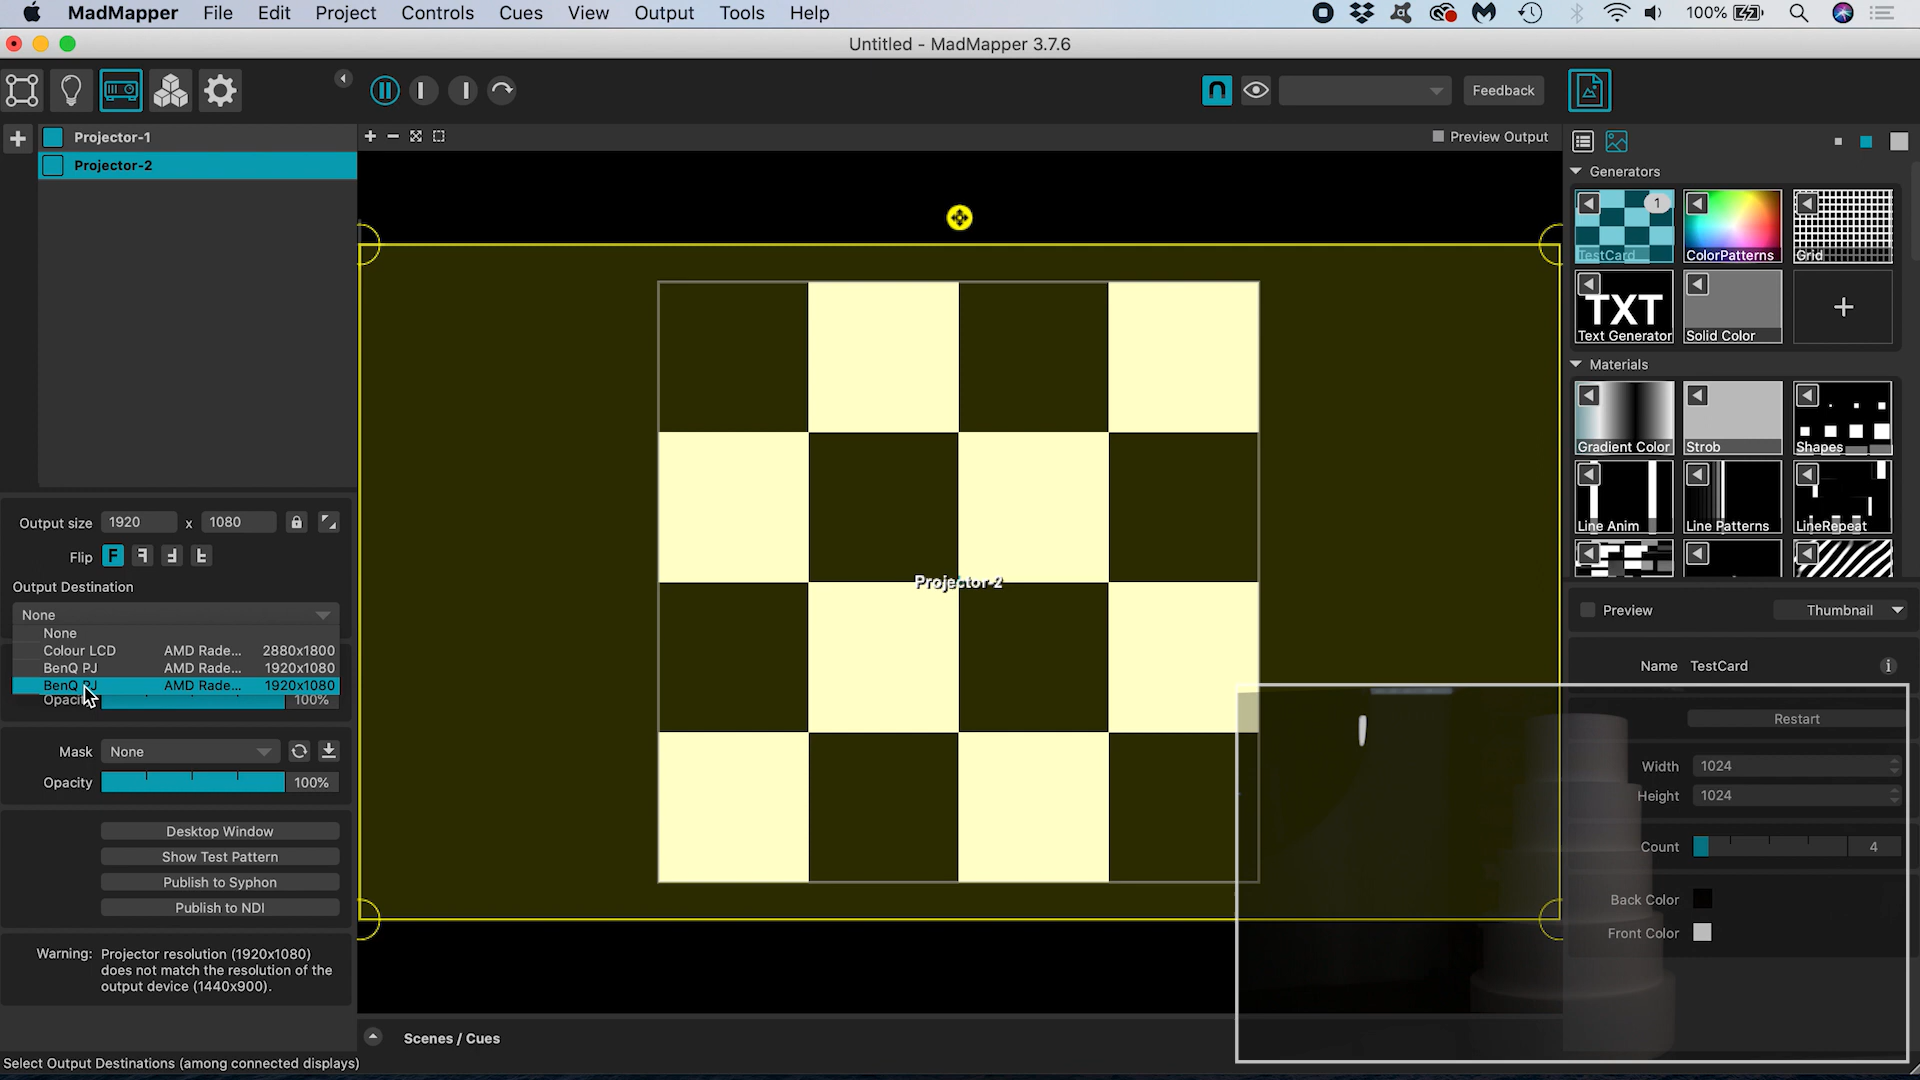 MadMapper File Edit Project Controls Cues View Output Tools Help 100%
Untitled - MadMapper 3.7.6
Feedback
Projector-1
Preview Output
Projector-2
Generators
1
TestCard ColorPatterns Grid
TXT
Text Generator Solid Color
Materials
Gradient Color Strob Shapes
Line Anim Line Patterns LineRepeat
Projector-2
Output size 1920 x 1080
Flip F F F F
Output Destination
None
None
Colour LCD AMD Rade... 2880x1800
BenQ PJ AMD Rade... 1920x1080
BenQ PJ AMD Rade... 1920x1080
Opacity 100%
Mask None
Opacity 100%
Desktop Window
Show Test Pattern
Publish to Syphon
Publish to NDI
Warning: Projector resolution (1920x1080)
does not match the resolution of the
output device (1440x900).
Preview Thumbnail
Name TestCard
Restart
Width 1024
Height 1024
Count 4
Back Color
Front Color
Scenes / Cues
Select Output Destinations (among connected displays)